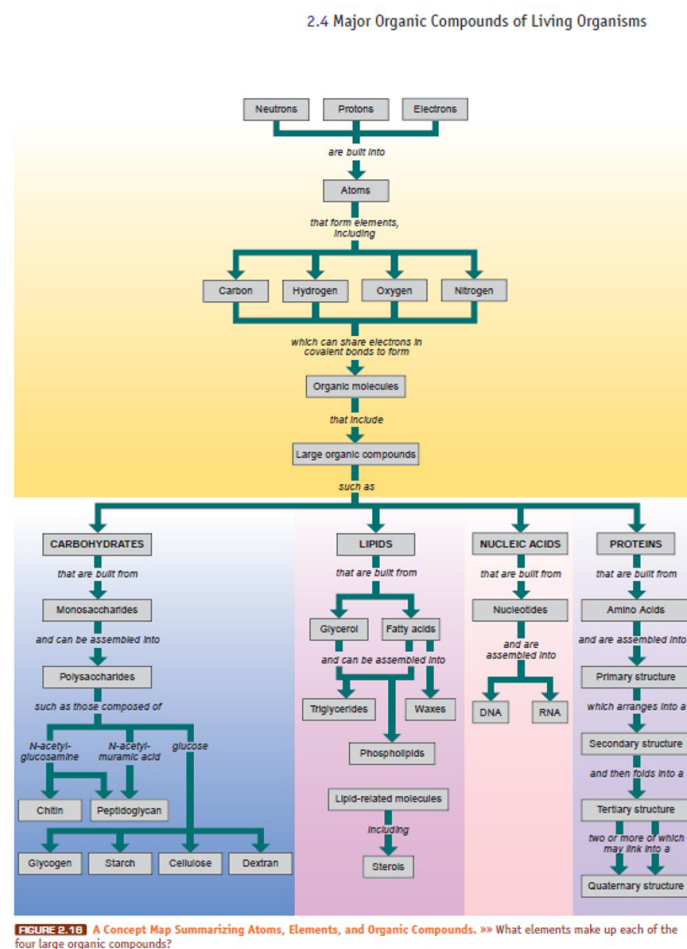 2.4 Major Organic Compounds of Living Organisms
Neutrons Protons Electrons
are built into
Atoms
that form elements,
including
Carbon Hydrogen Oxygen Nitrogen
which can share electrons in
covalent bonds to form
Organic molecules
that include
Large organic compounds
such as
CARBOHYDRATES
that are built from
Monosaccharides
and can be assembled into
Polysaccharides
such as those composed of
N-acetyl-
glucosamine
N-acetyl-
muramic acid
glucose
Chitin Peptidoglycan
Glycogen Starch Cellulose Dextran
LIPIDS
that are built from
Glycerol Fatty acids
and can be assembled into
Triglycerides Waxes
Phospholipids
Lipid-related molecules
including
Sterols
NUCLEIC ACIDS
that are built from
Nucleotides
and are
assembled into
DNA RNA
PROTEINS
that are built from
Amino Acids
and are assembled into
Primary structure
which arranges into a
Secondary structure
and then folds into a
Tertiary structure
two or more of which
may link into a
Quaternary structure
FIGURE 2.18 A Concept Map Summarizing Atoms, Elements, and Organic Compounds. »» What elements make up each of the
four large organic compounds?